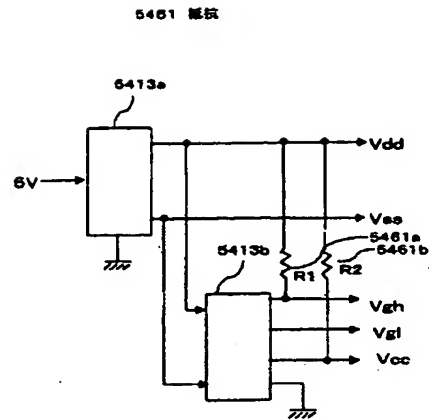 5461 抵抗
5413a
Vdd
6V
Vss
5461a
5413b
R1
R2
5461b
Vgh
Vgl
Vcc